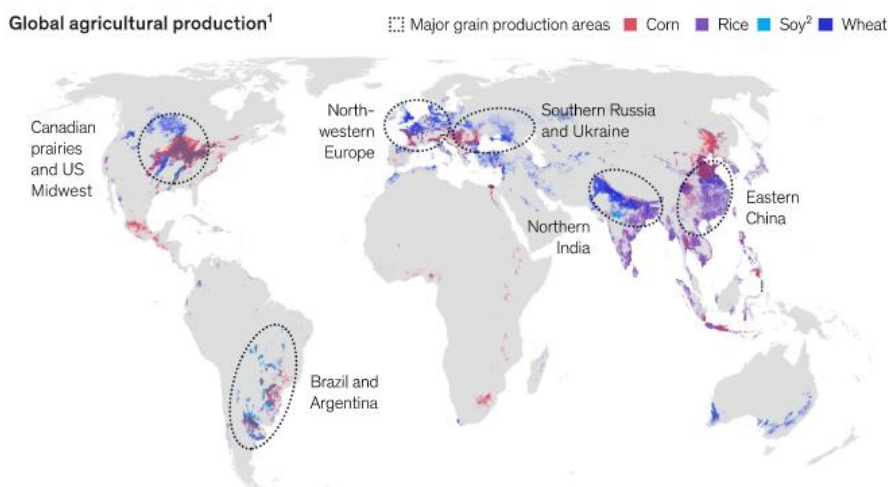 Global agricultural production¹
Major grain production areas
Corn
Rice
Soy²
Wheat
Canadian
prairies
and US
Midwest
North-
western
Europe
Southern Russia
and Ukraine
Northern
India
Eastern
China
Brazil and
Argentina